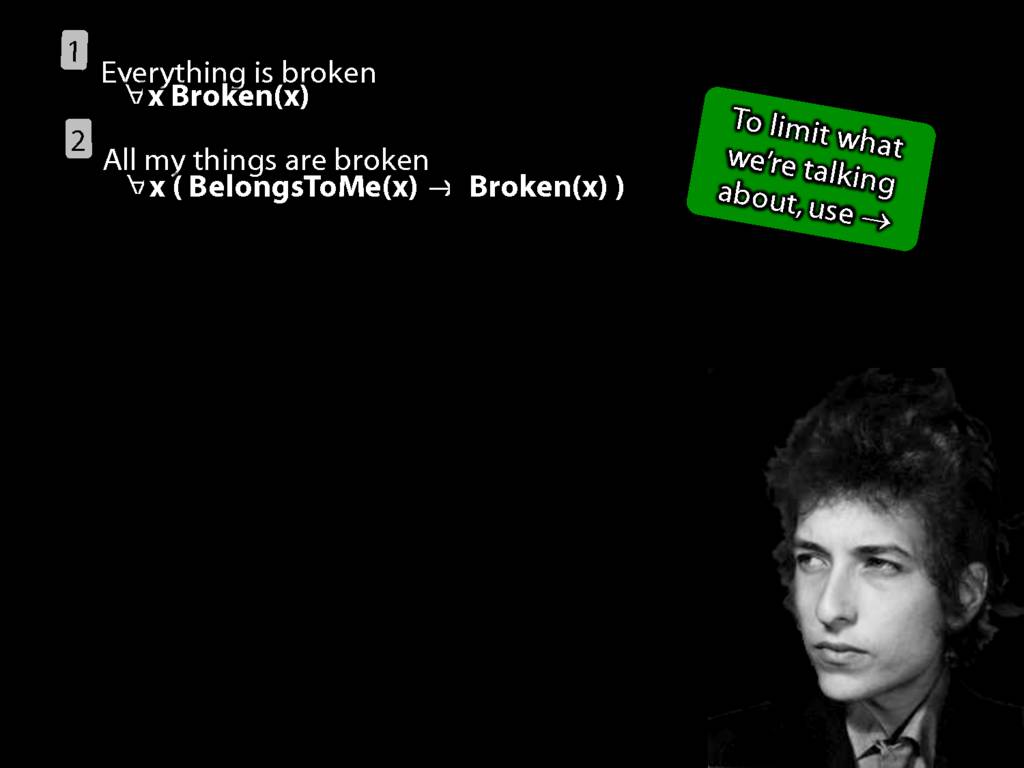 1
Everything is broken
∀x Broken(x)
2
All my things are broken
∀x ( BelongsToMe(x) → Broken(x) )
To limit what
we're talking
about, use →